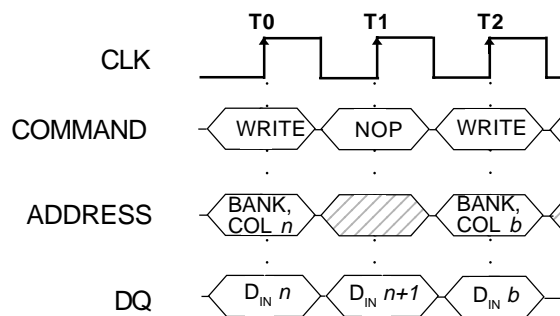 T0 T1 T2
CLK
COMMAND WRITE NOP WRITE
ADDRESS BANK, COL n BANK, COL b
DQ DIN n DIN n+1 DIN b